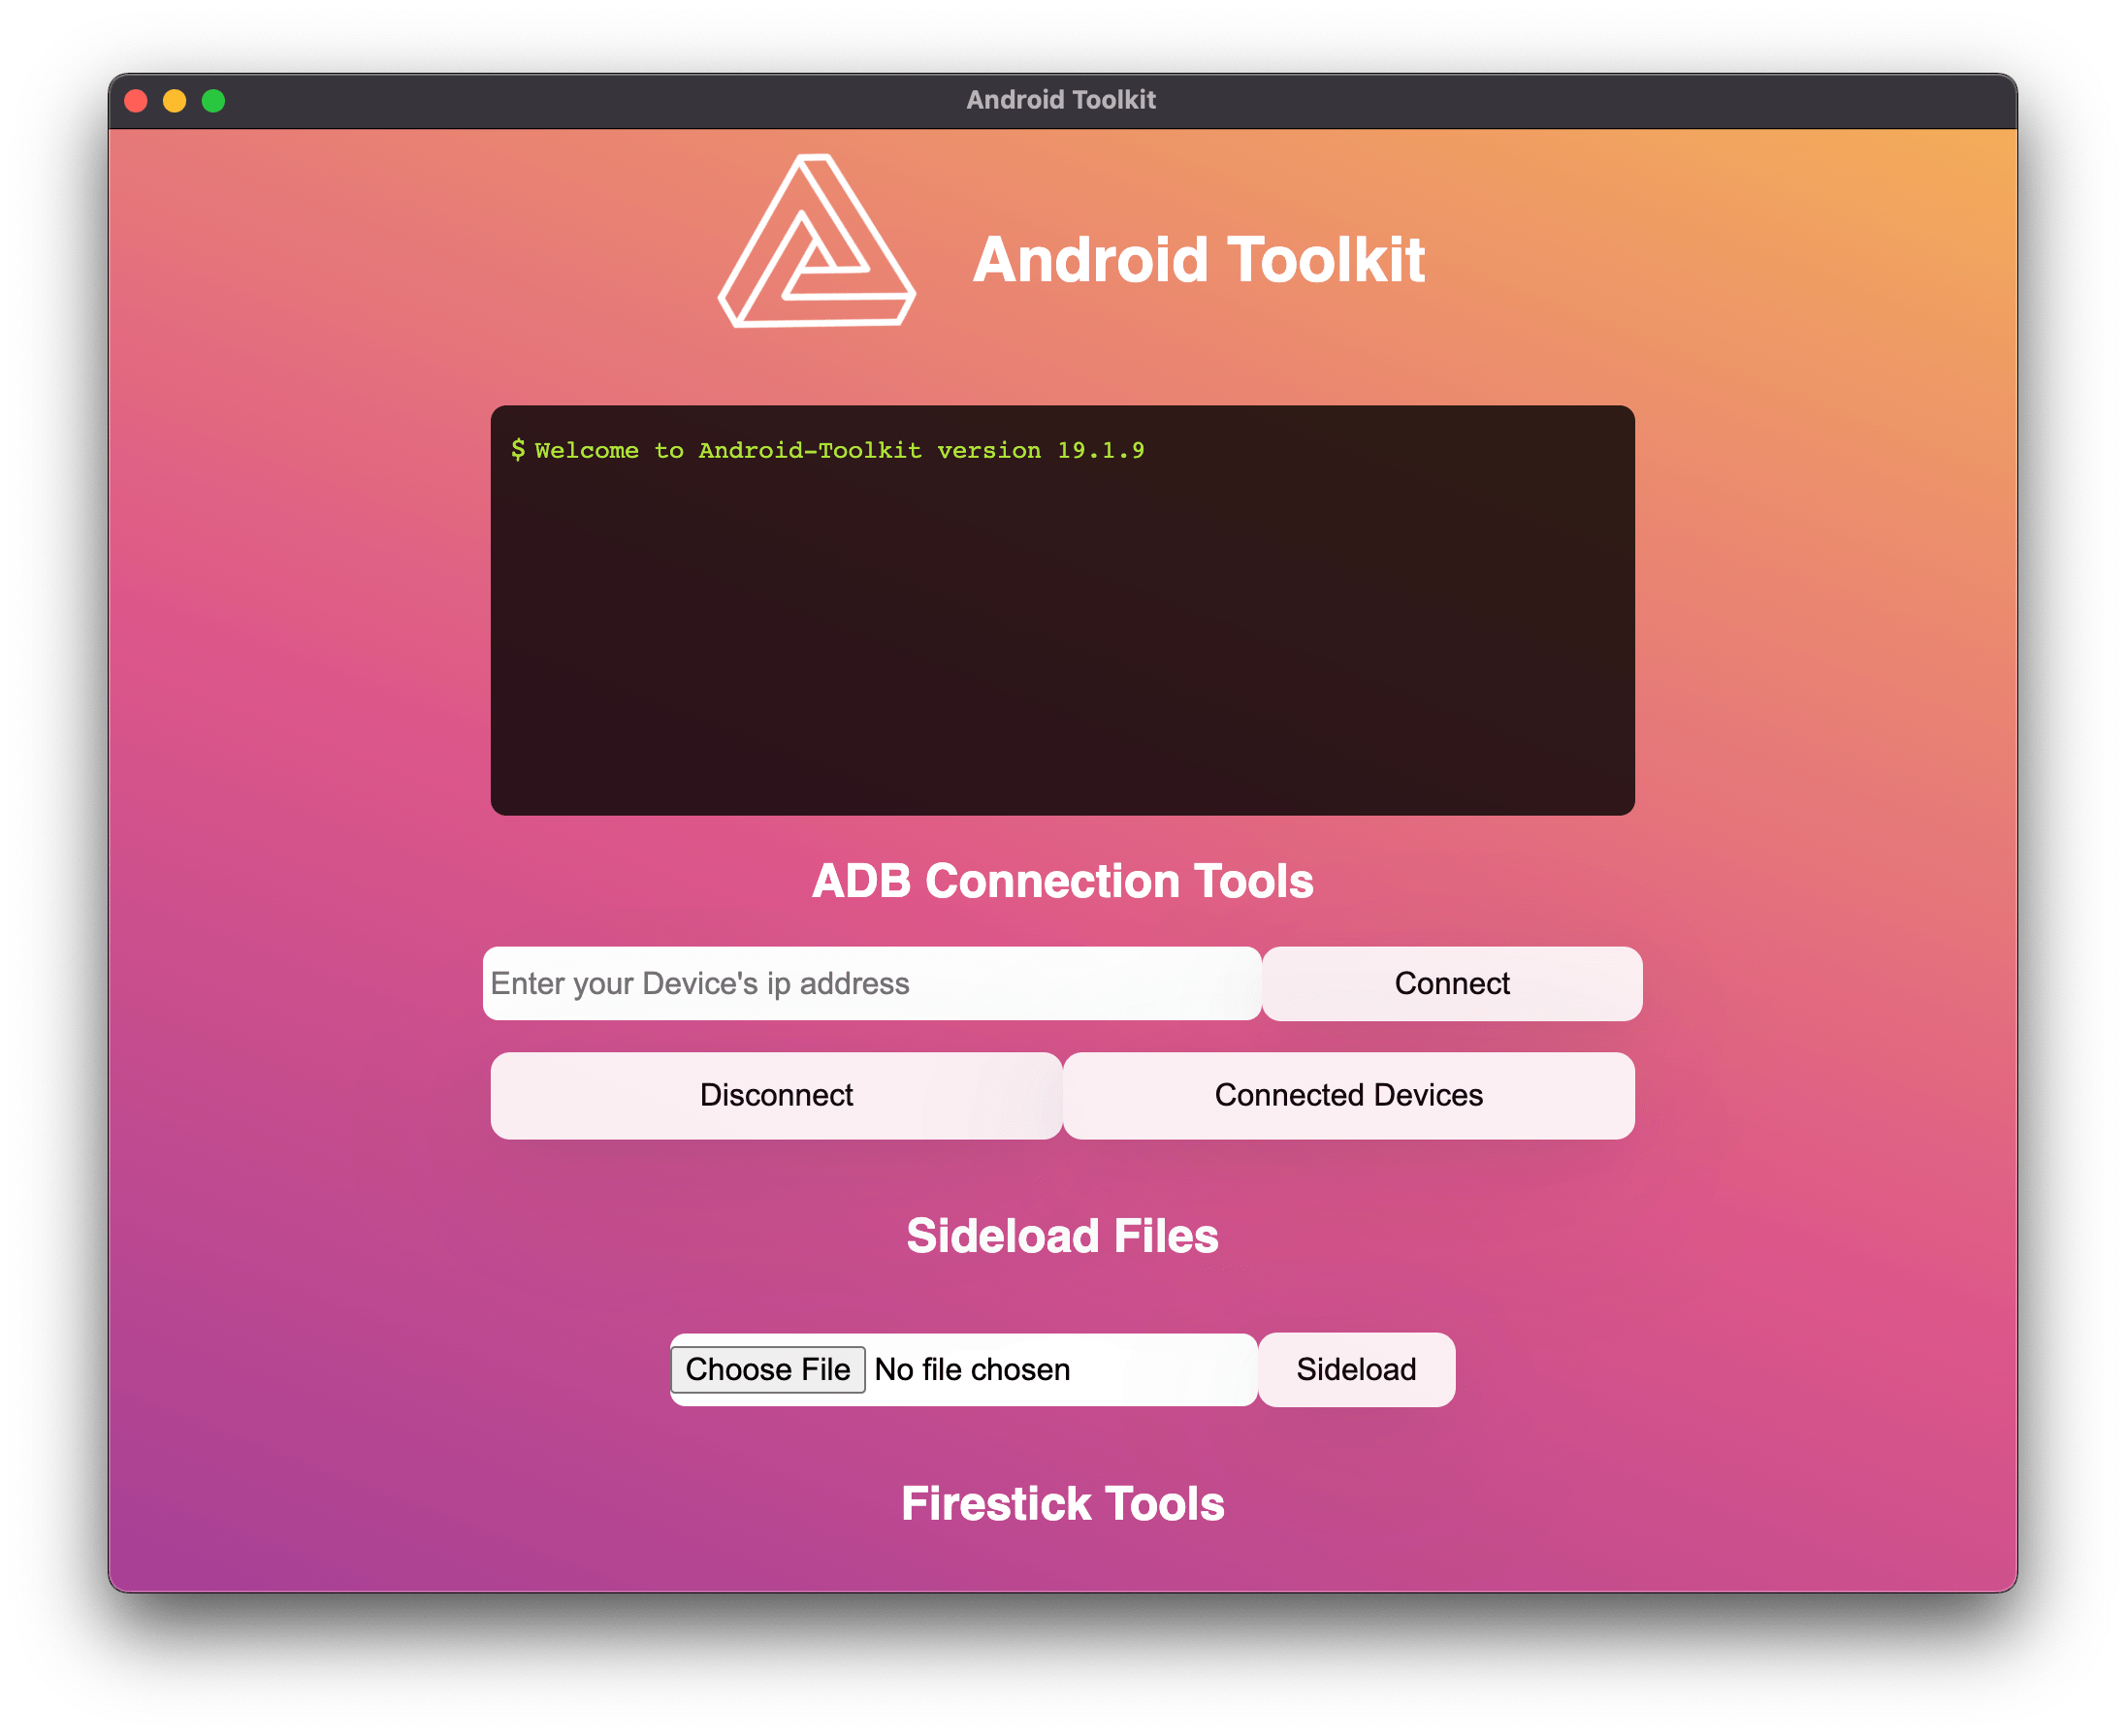 Android Toolkit
Android Toolkit
$ Welcome to Android-Toolkit version 19.1.9
ADB Connection Tools
Enter your Device's ip address Connect
Disconnect Connected Devices
Sideload Files
Choose File No file chosen Sideload
Firestick Tools